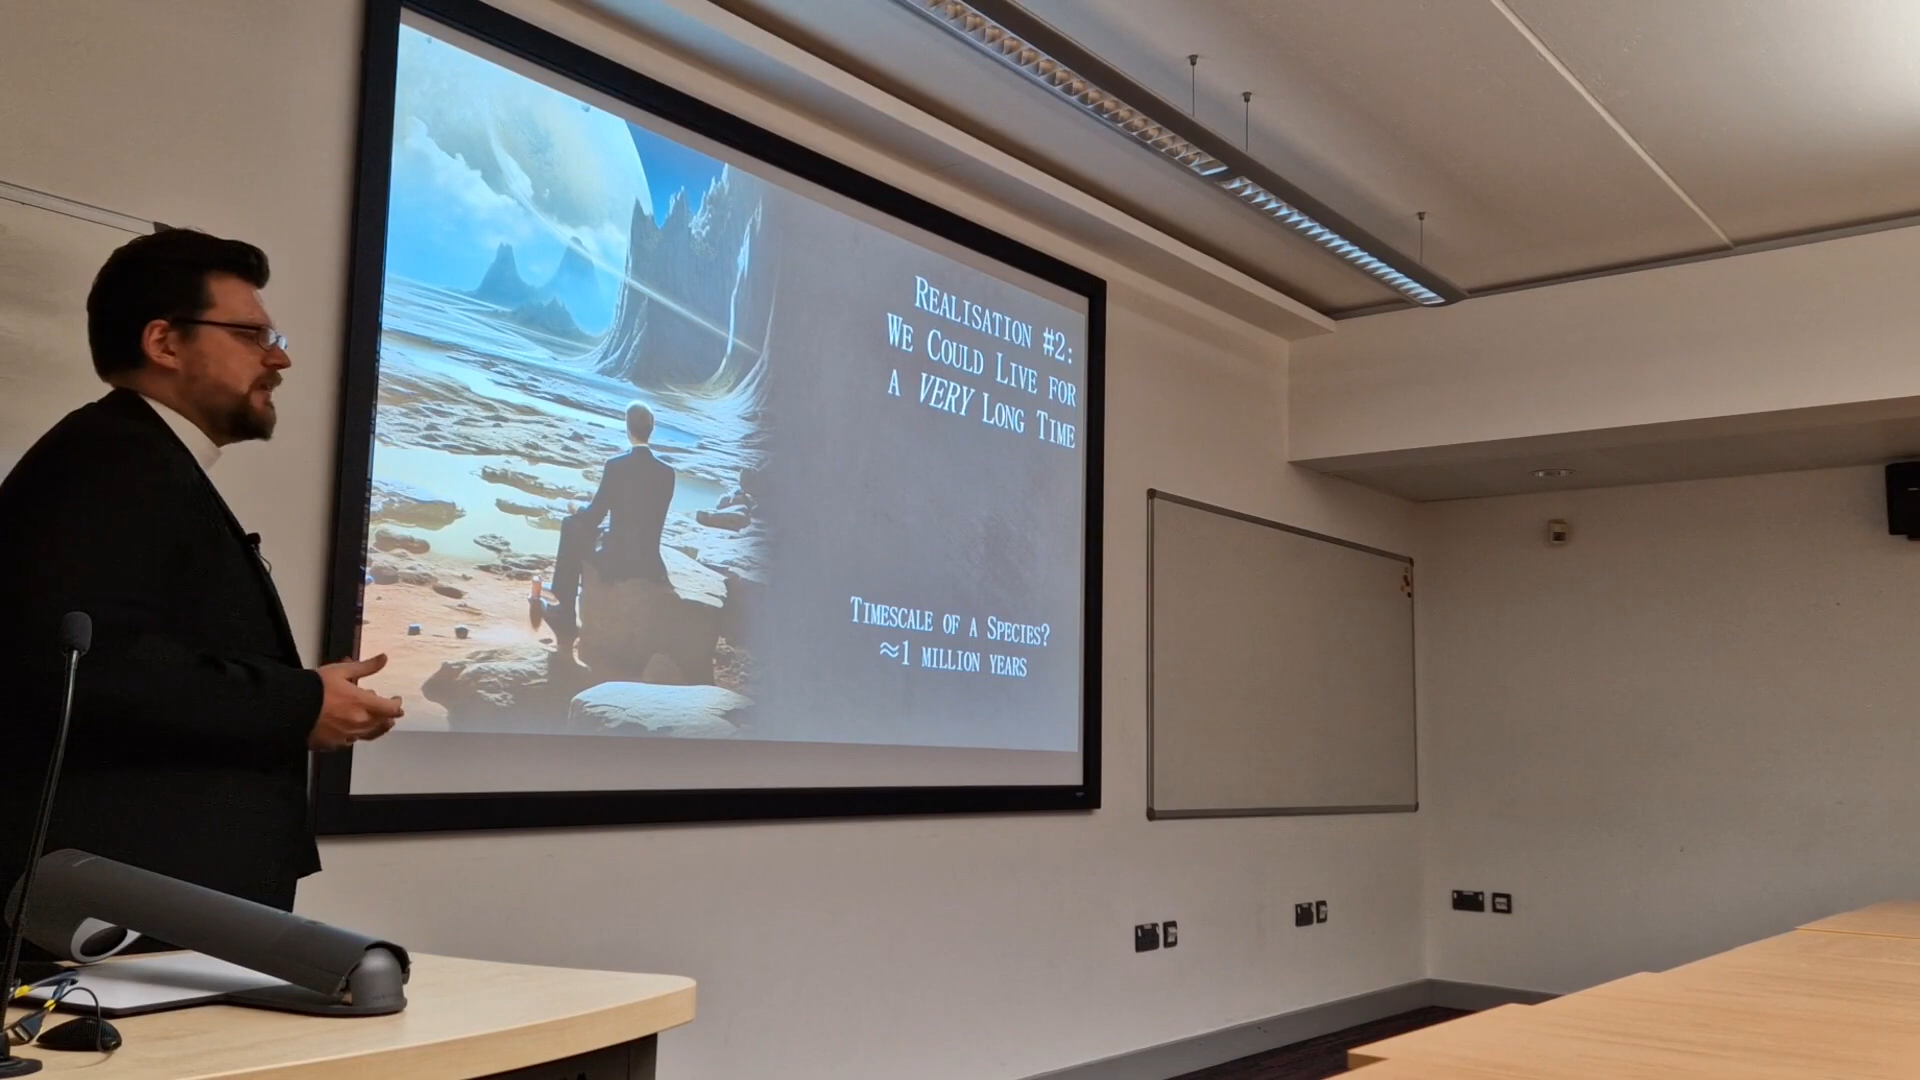 REALISATION #2:
WE COULD LIVE FOR
A VERY LONG TIME
TIMESCALE OF A SPECIES?
≈1 MILLION YEARS